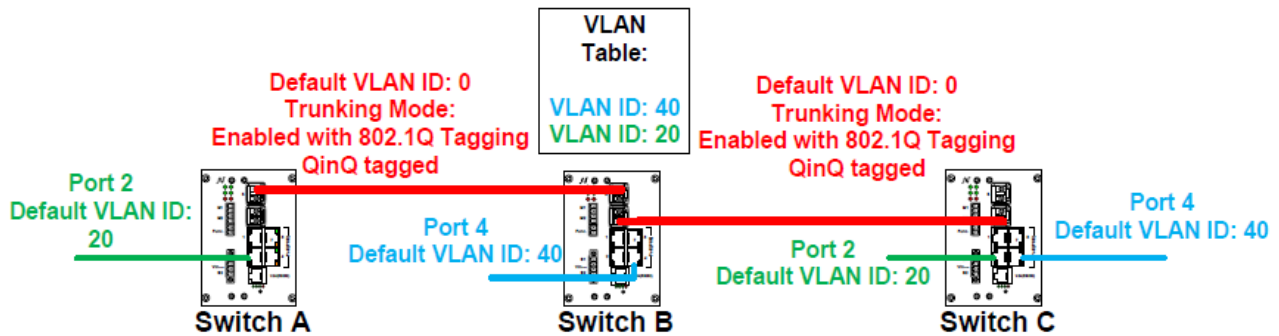 VLAN
Table:
VLAN ID: 40
VLAN ID: 20
Default VLAN ID: 0
Trunking Mode:
Enabled with 802.1Q Tagging
QinQ tagged
Default VLAN ID: 0
Trunking Mode:
Enabled with 802.1Q Tagging
QinQ tagged
Port 2
Default VLAN ID:
20
Port 4
Default VLAN ID: 40
Port 2
Default VLAN ID: 20
Port 4
Default VLAN ID: 40
Switch A
Switch B
Switch C